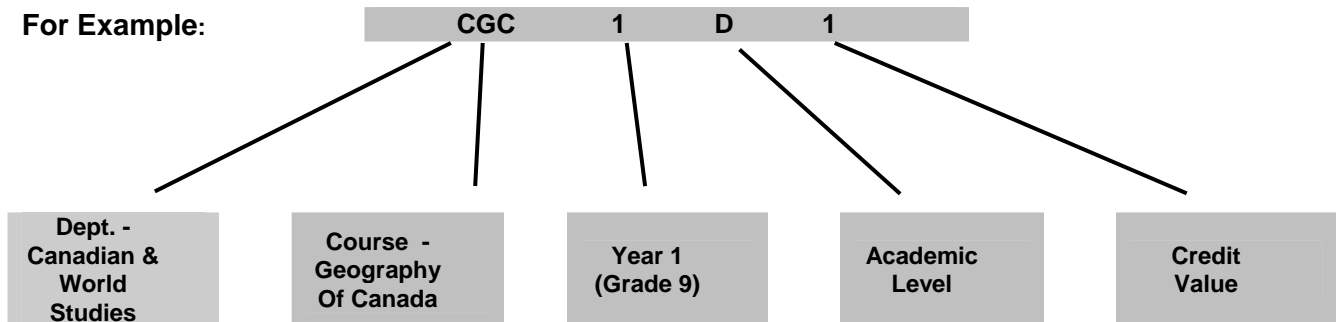 For Example: CGC 1 D 1
Dept. -
Canadian &
World
Studies
Course -
Geography
Of Canada
Year 1
(Grade 9)
Academic
Level
Credit
Value